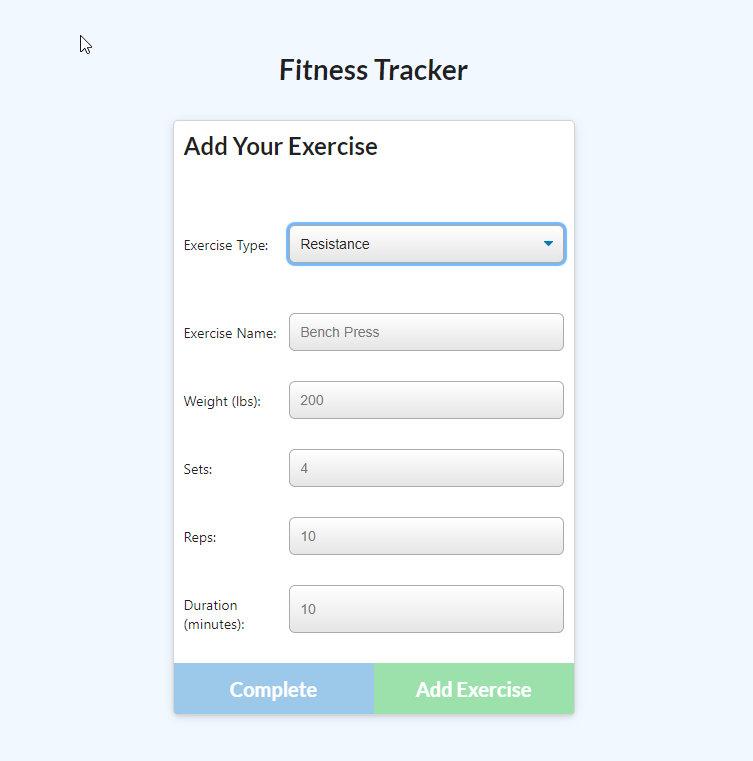 Fitness Tracker
Add Your Exercise
Exercise Type:
Resistance
Exercise Name:
Bench Press
Weight (lbs):
200
Sets:
4
Reps:
10
Duration
(minutes):
10
Complete
Add Exercise